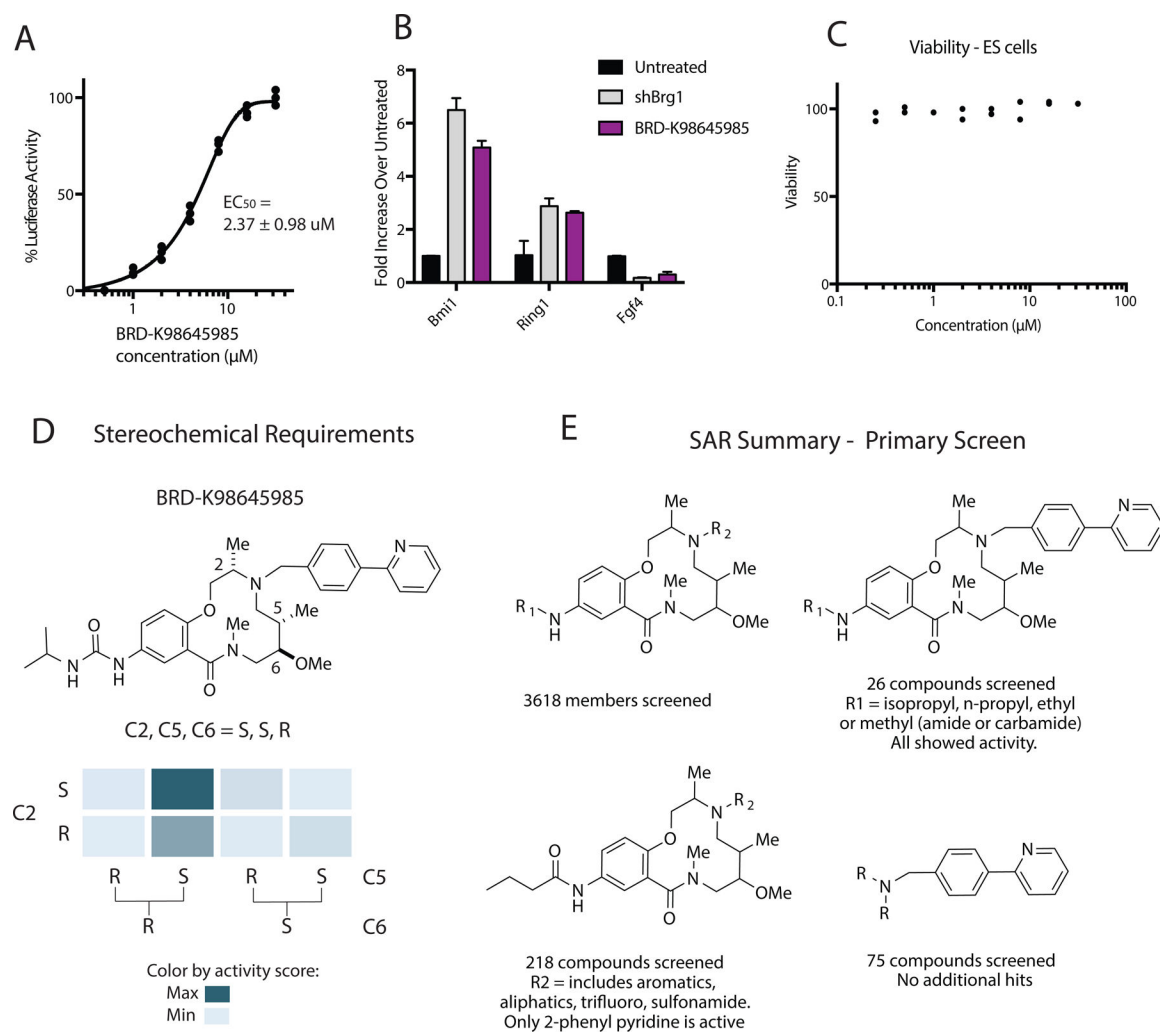 A
% Luciferase Activity
100
50
0
1
10
EC50 =
2.37 ± 0.98 uM
BRD-K98645985
concentration (µM)
B
Fold Increase Over Untreated
8
6
4
2
0
Bmi1
Ring1
Fgf4
Untreated
shBrg1
BRD-K98645985
C
Viability - ES cells
Viability
100
50
0
0.1
1
10
100
Concentration (µM)
D
Stereochemical Requirements
BRD-K98645985
Me
2
N
N
5
Me
O
Me
O
N
6
OMe
N
H
N
H
O
C2, C5, C6 = S, S, R
C2
S
R
R
S
R
S
C5
R
S
C6
Color by activity score:
Max
Min
E
SAR Summary - Primary Screen
Me
N
R2
O
Me
Me
R1
N
H
N
O
OMe
3618 members screened
Me
N
N
O
Me
Me
R1
N
H
N
O
OMe
26 compounds screened
R1 = isopropyl, n-propyl, ethyl
or methyl (amide or carbamide)
All showed activity.
Me
N
R2
O
Me
Me
O
N
H
N
O
OMe
218 compounds screened
R2 = includes aromatics,
aliphatics, trifluoro, sulfonamide.
Only 2-phenyl pyridine is active
N
R
N
R
75 compounds screened
No additional hits